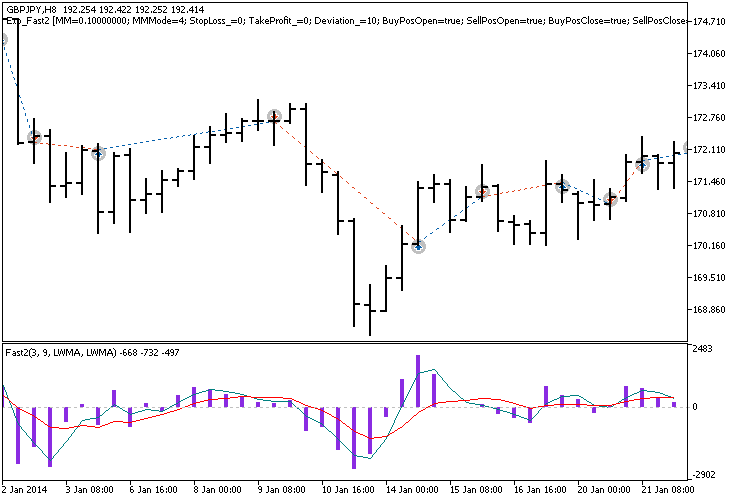 GBPJPY,H8 192.254 192.422 192.252 192.414
Exp_Fast2 [MM=0.10000000; MMMode=4; StopLoss_=0; TakeProfit_=0; Deviation_=10; BuyPosOpen=true; SellPosOpen=true; BuyPosClose=true; SellPosClose=
174.710
174.060
173.410
172.760
172.110
171.460
170.810
170.160
169.510
168.860
Fast2(3, 9, LWMA, LWMA) -668 -732 -497
2483
0
-2902
2 Jan 2014
3 Jan 08:00
6 Jan 16:00
8 Jan 00:00
9 Jan 08:00
10 Jan 16:00
14 Jan 00:00
15 Jan 08:00
16 Jan 16:00
20 Jan 00:00
21 Jan 08:00